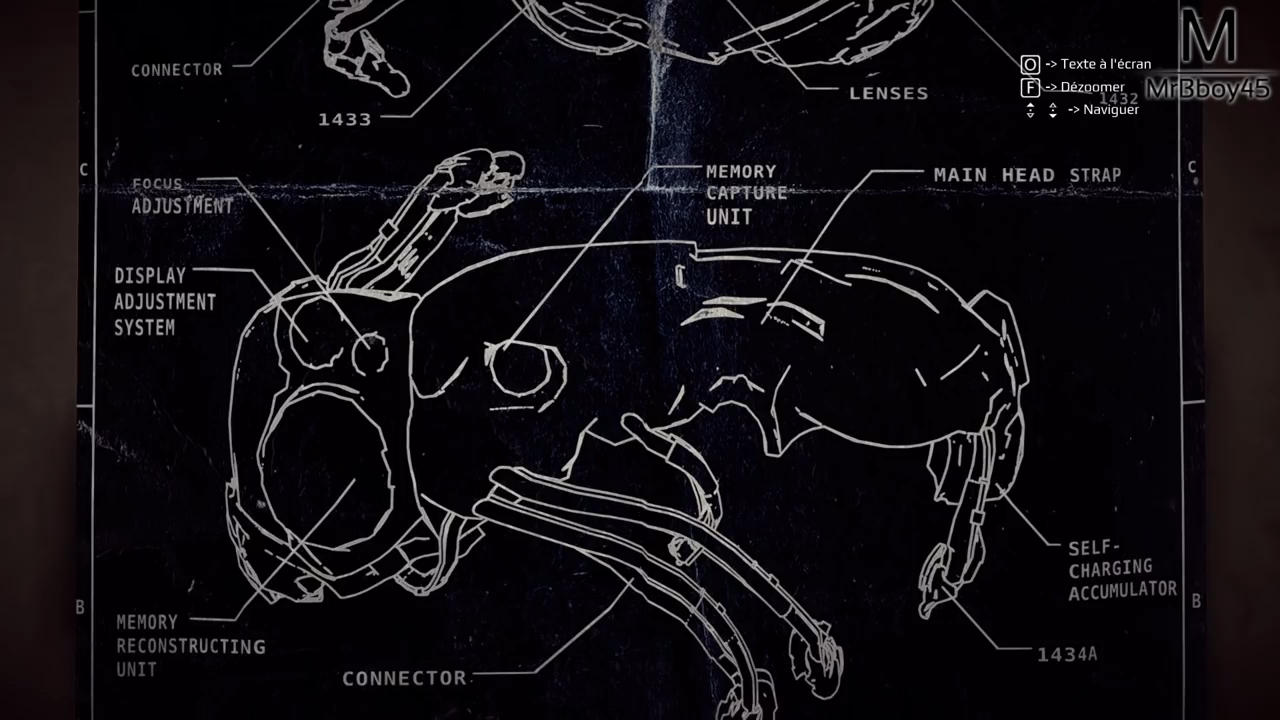 M
MrBboy45
O -> Texte à l'écran
F -> Dézoomer
-> Naviguer
1432
CONNECTOR
1433
LENSES
C
C
FOCUS
ADJUSTMENT
MEMORY
CAPTURE
UNIT
MAIN HEAD STRAP
DISPLAY
ADJUSTMENT
SYSTEM
SELF-
CHARGING
ACCUMULATOR
B
B
MEMORY
RECONSTRUCTING
UNIT
CONNECTOR
1434A